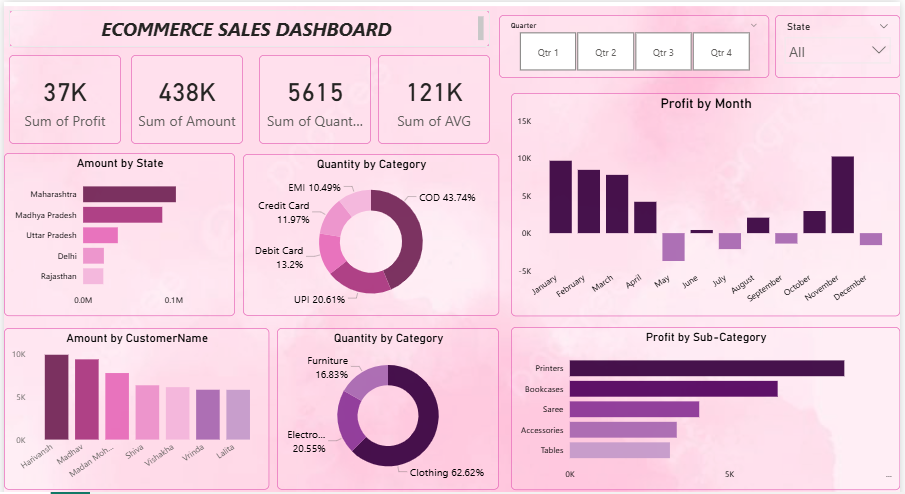 ECOMMERCE SALES DASHBOARD
Quarter
Qtr 1
Qtr 2
Qtr 3
Qtr 4
State
All
37K
Sum of Profit
438K
Sum of Amount
5615
Sum of Quant...
121K
Sum of AVG
Amount by State
Maharashtra
Madhya Pradesh
Uttar Pradesh
Delhi
Rajasthan
0.0M
0.1M
Quantity by Category
EMI 10.49%
COD 43.74%
Credit Card
11.97%
Debit Card
13.2%
UPI 20.61%
Profit by Month
15K
10K
5K
0K
-5K
January
February
March
April
May
June
July
August
September
October
November
December
Amount by CustomerName
10K
5K
0K
Harivansh
Madhav
Madan Moh...
Shiva
Vishakha
Vrinda
Lalita
Quantity by Category
Furniture
16.83%
Electro...
20.55%
Clothing 62.62%
Profit by Sub-Category
Printers
Bookcases
Saree
Accessories
Tables
0K
5K